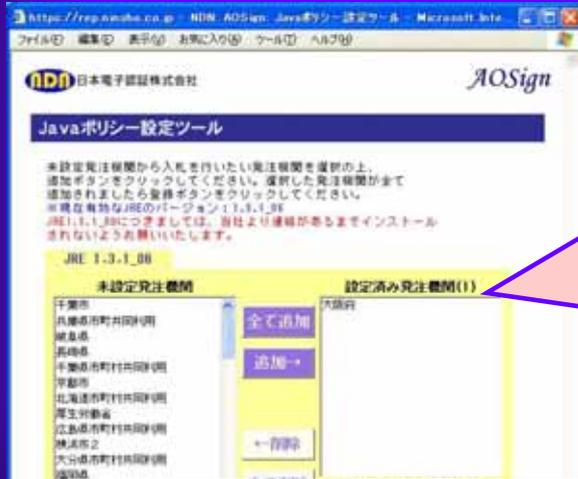 https://rep.ninsho.co.jp - NDN: AOSign: Javaポリシー設定ツール - Microsoft Inte
ファイル(F) 編集(E) 表示(V) お気に入り(A) ツール(T) ヘルプ(H)
NDN 日本電子認証株式会社
AOSign
Javaポリシー設定ツール
未設定発注機関から入札を行いたい発注機関を選択の上、
追加ボタンをクリックしてください。選択した発注機関が全て
追加されましたら登録ボタンをクリックしてください。
※現在有効なJREのバージョン：1.3.1_08
につきましては、当社より連絡があるまでインストール
されないようお願いいたします。
JRE 1.3.1_08
未設定発注機関
設定済み発注機関(1)
千葉市
大阪府
兵庫県市町共同利用
全て追加
岐阜県
長崎県
千葉県市町村共同利用
追加→
京都市
北海道市町村共同利用
厚生労働省
広島県市町村共同利用
横浜市2
←削除
大分県市町村共同利用
福岡県